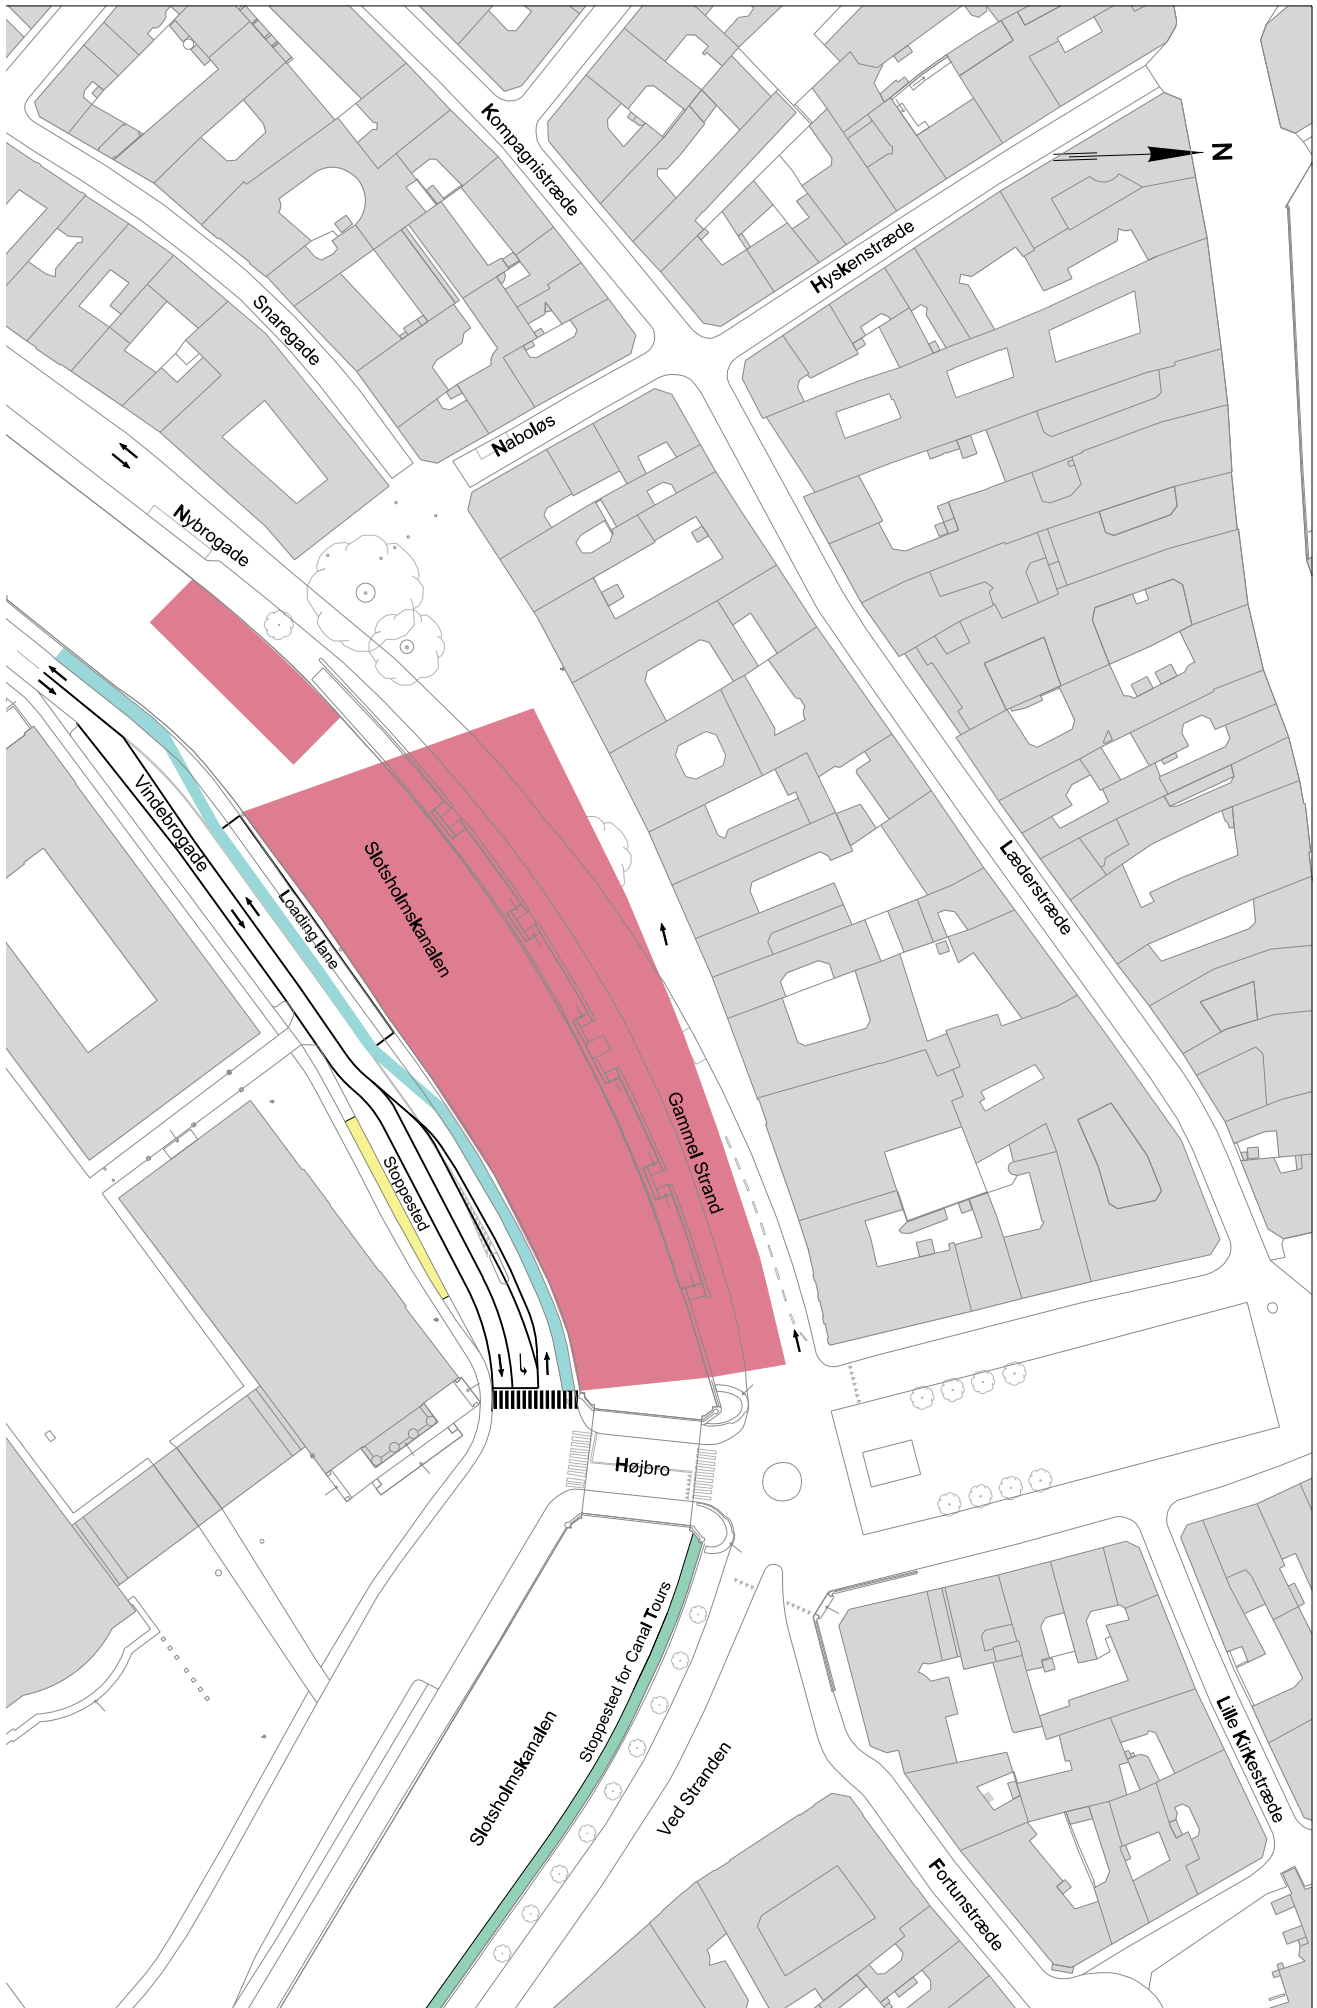 Kompagnistræde
N
Hyskenstræde
Snaregade
Naboløs
Nybrogade
Vindebrogade
Slotsholmskanalen
Loading lane
Læderstræde
Gammel Strand
Stoppested
Højbro
Stoppested for Canal Tours
Slotsholmskanalen
Ved Stranden
Lille Kirkestræde
Fortunstræde